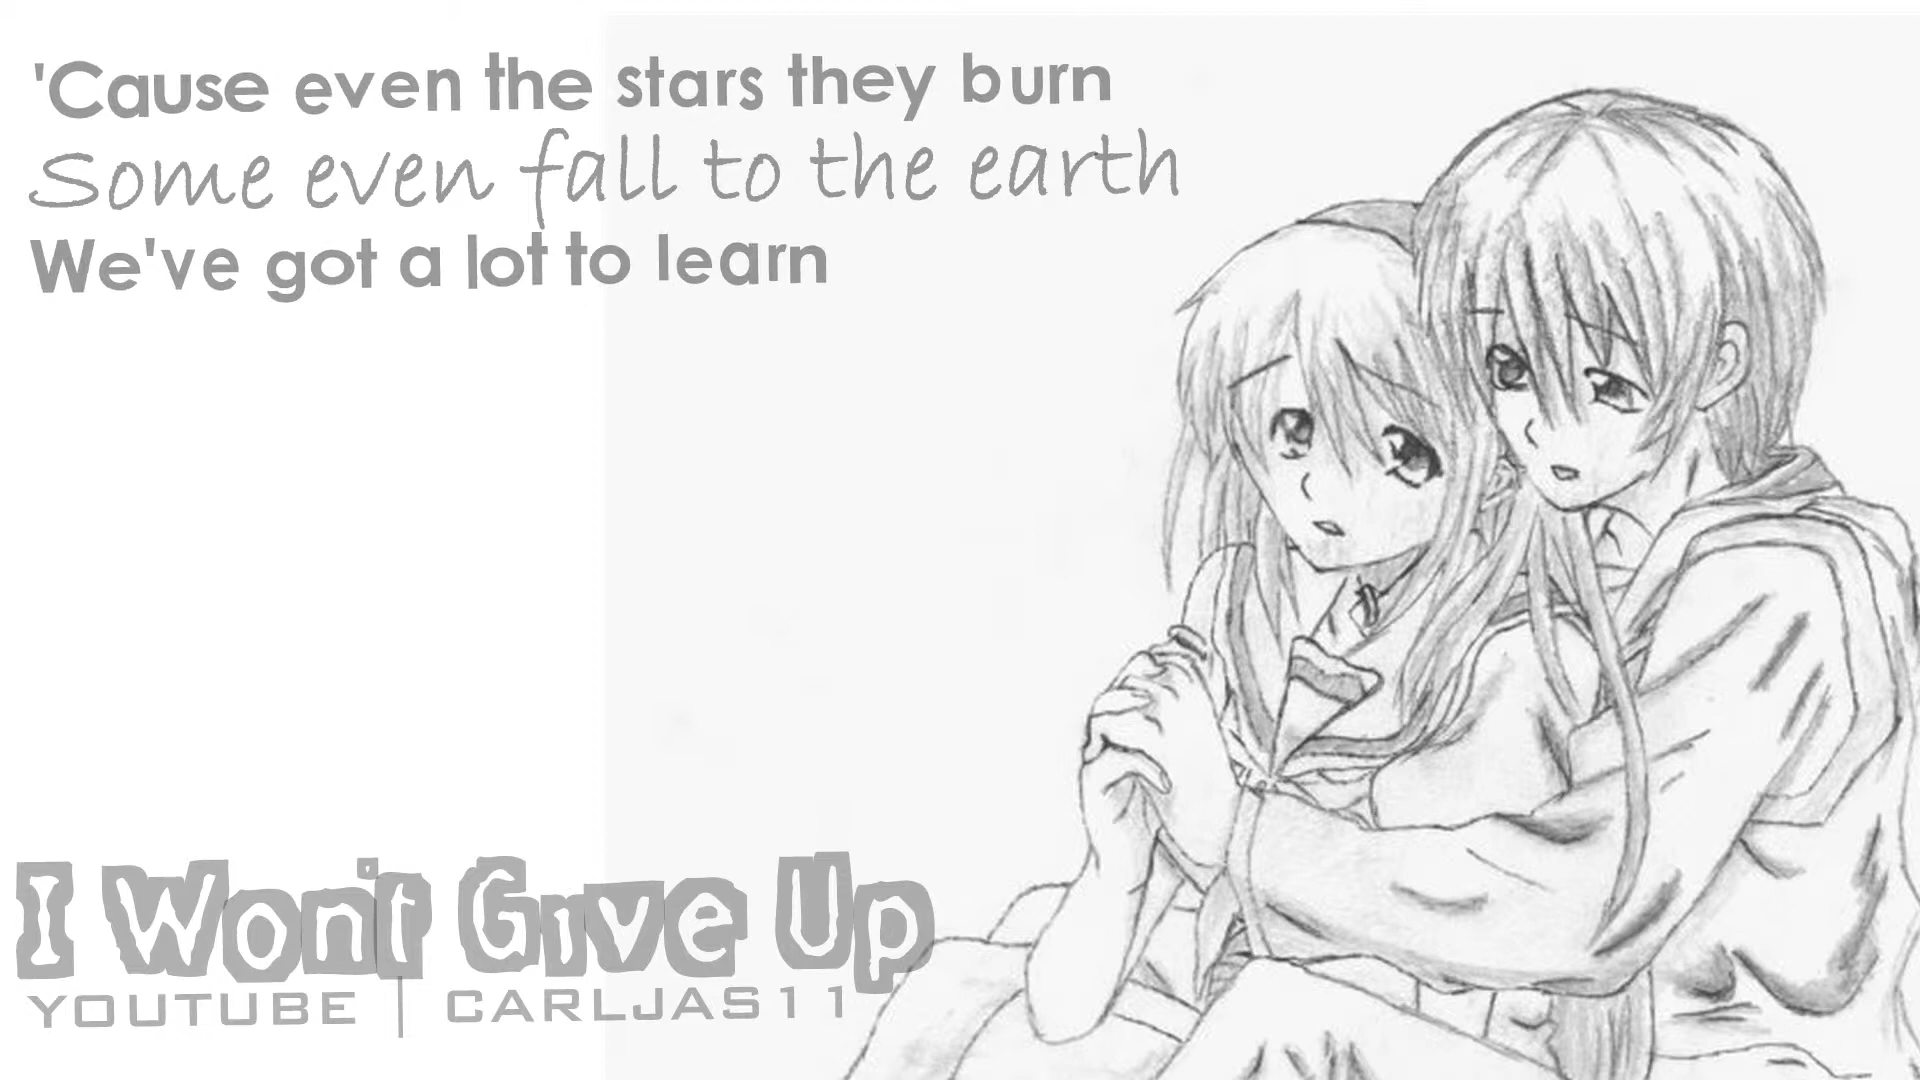 'Cause even the stars they burn
Some even fall to the earth
We've got a lot to learn
I Won't Give Up
YOUTUBE | CARLJAS11